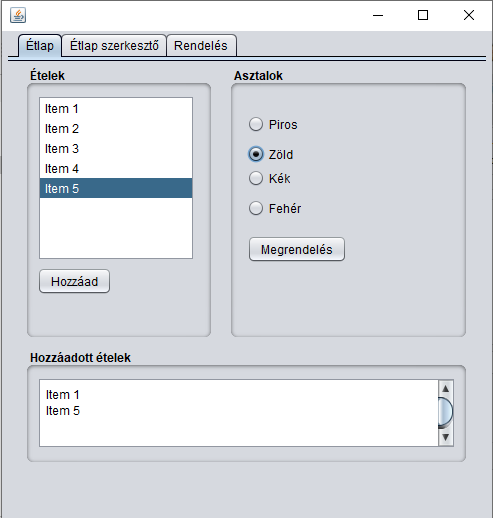 Étlap Étlap szerkesztő Rendelés
Ételek
Item 1
Item 2
Item 3
Item 4
Item 5
Hozzáad
Asztalok
Piros
Zöld
Kék
Fehér
Megrendelés
Hozzáadott ételek
Item 1
Item 5